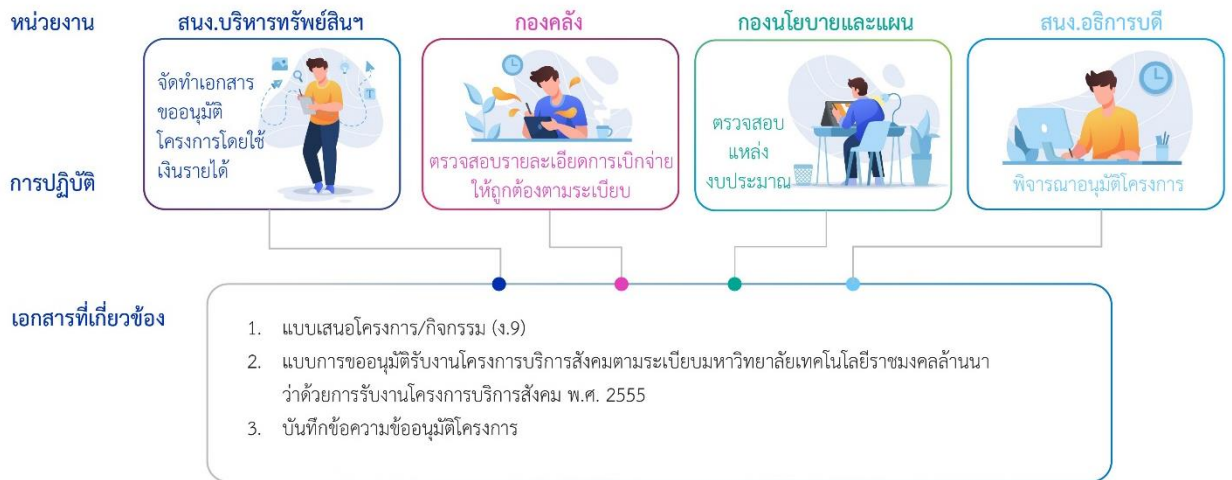 หน่วยงาน
สนง.บริหารทรัพย์สินฯ
กองคลัง
กองนโยบายและแผน
สนง.อธิการบดี
การปฏิบัติ
จัดทำเอกสาร
ขออนุมัติ
โครงการโดยใช้
เงินรายได้
ตรวจสอบรายละเอียดการเบิกจ่าย
ให้ถูกต้องตามระเบียบ
ตรวจสอบ
แหล่ง
งบประมาณ
พิจารณาอนุมัติโครงการ
เอกสารที่เกี่ยวข้อง
1. แบบเสนอโครงการ/กิจกรรม (ง.9)
2. แบบการขออนุมัติรับงานโครงการบริการสังคมตามระเบียบมหาวิทยาลัยเทคโนโลยีราชมงคลล้านนา
ว่าด้วยการรับงานโครงการบริการสังคม พ.ศ. 2555
3. บันทึกข้อความข้ออนุมัติโครงการ